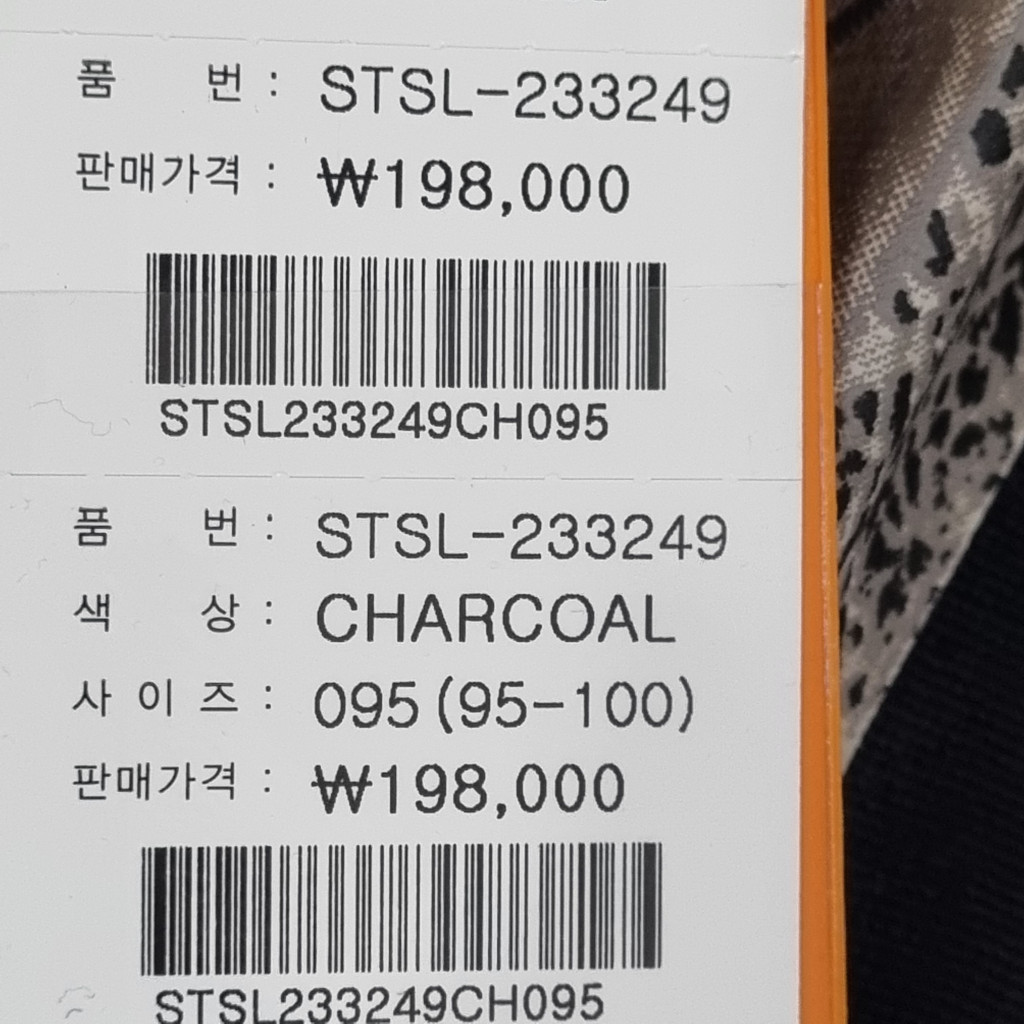 품 번 : STSL-233249
판매가격 : ₩198,000
STSL233249CH095
품 번 : STSL-233249
색 상 : CHARCOAL
사 이 즈 : 095(95-100)
판매가격 : ₩198,000
STSL233249CH095